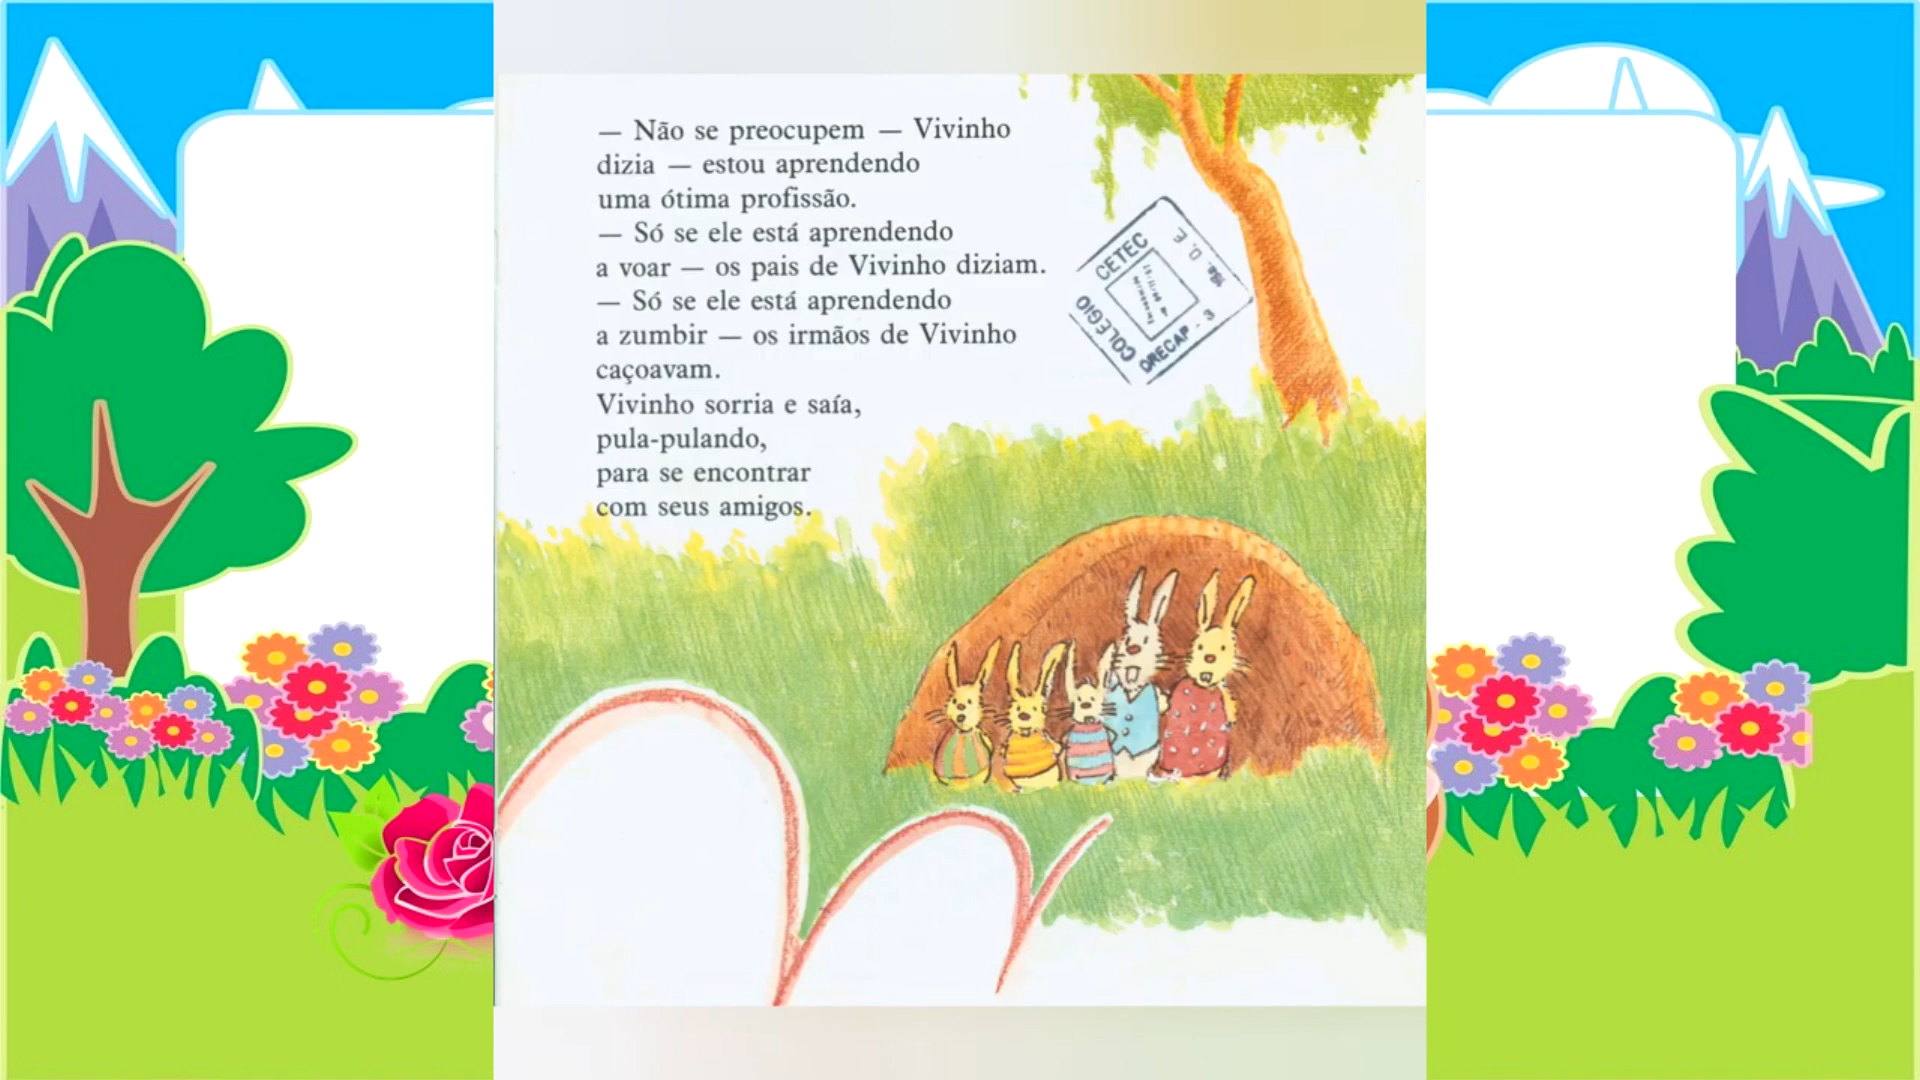 — Não se preocupem — Vivinho
dizia — estou aprendendo
uma ótima profissão.
— Só se ele está aprendendo
a voar — os pais de Vivinho diziam.
— Só se ele está aprendendo
a zumbir — os irmãos de Vivinho
caçoavam.
Vivinho sorria e saía,
pula-pulando,
para se encontrar
com seus amigos.
COLEGIO
CETEC
D. E.
DRECAP - 3